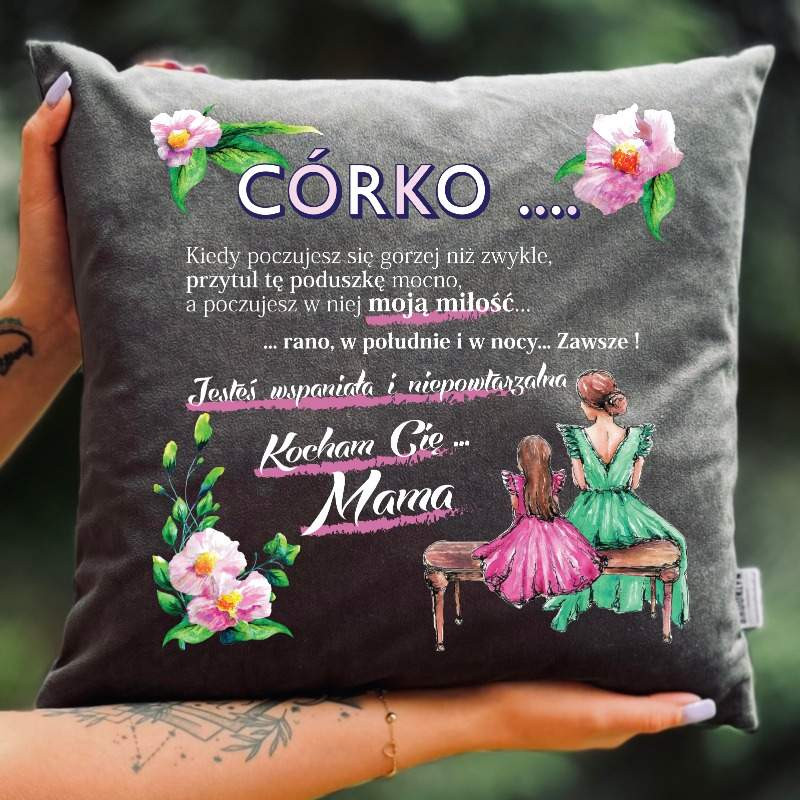 CÓRKO ....
Kiedy poczujesz się gorzej niż zwykle,
przytul tę poduszkę mocno,
a poczujesz w niej moją miłość...
... rano, w południe i w nocy... Zawsze !
Jesteś wspaniała i niepowtarzalna
Kocham Cię ...
Mama